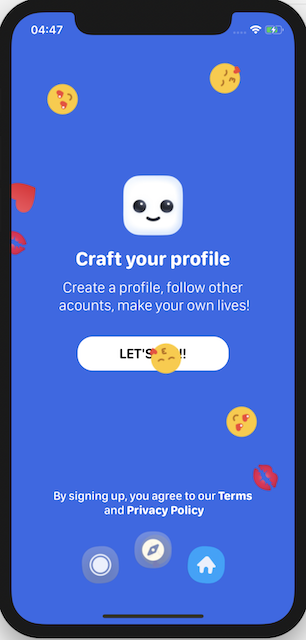 04:47
Craft your profile
Create a profile, follow other
acounts, make your own lives!
LET'S !!
By signing up, you agree to our Terms
and Privacy Policy